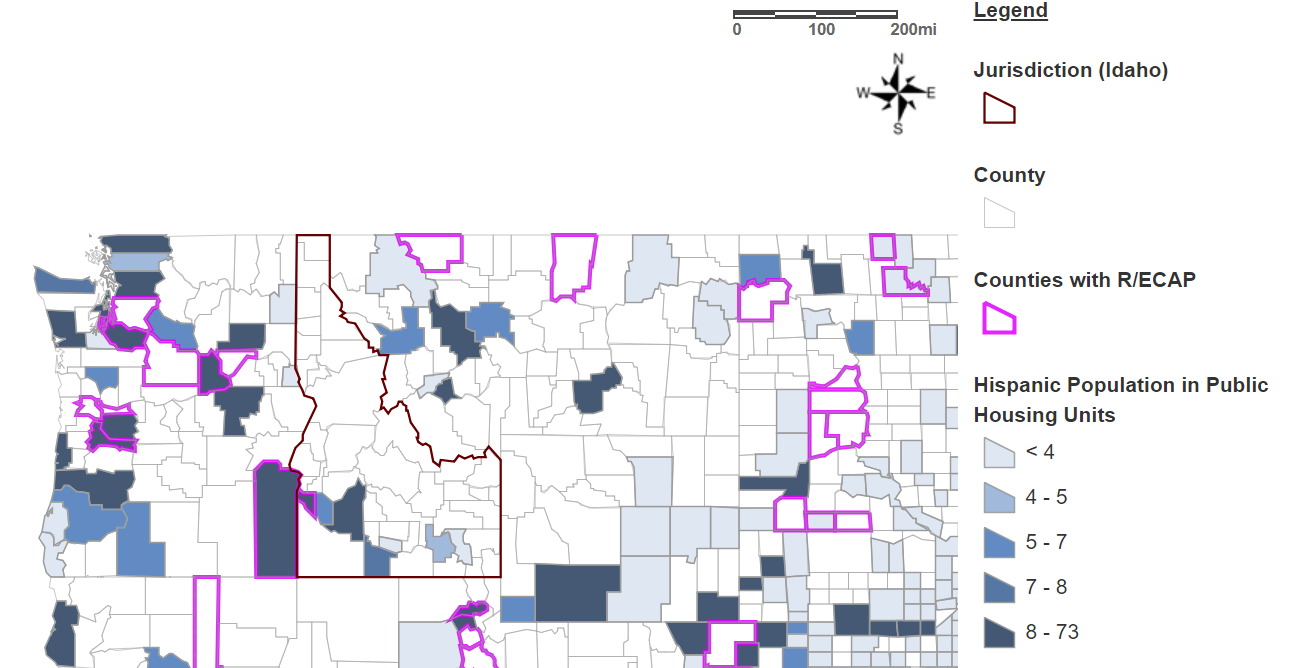 0 100 200mi
N
W E
S
Legend
Jurisdiction (Idaho)
County
Counties with R/ECAP
Hispanic Population in Public
Housing Units
< 4
4 - 5
5 - 7
7 - 8
8 - 73